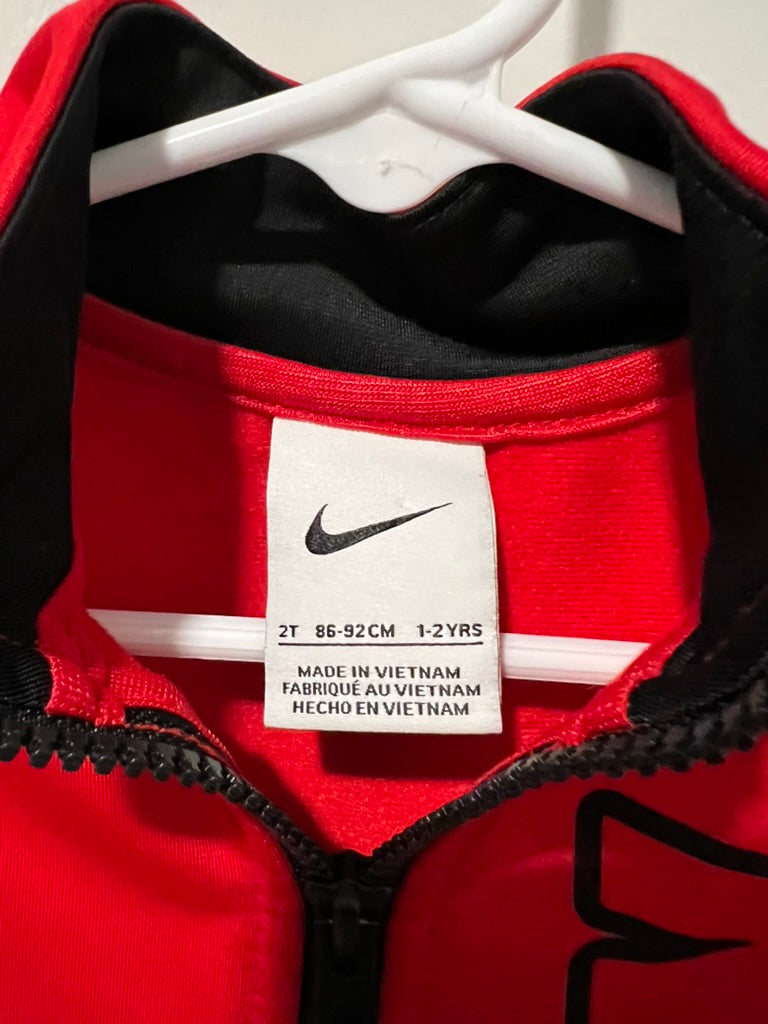 2T 86-92CM 1-2YRS
MADE IN VIETNAM
FABRIQUÉ AU VIETNAM
HECHO EN VIETNAM